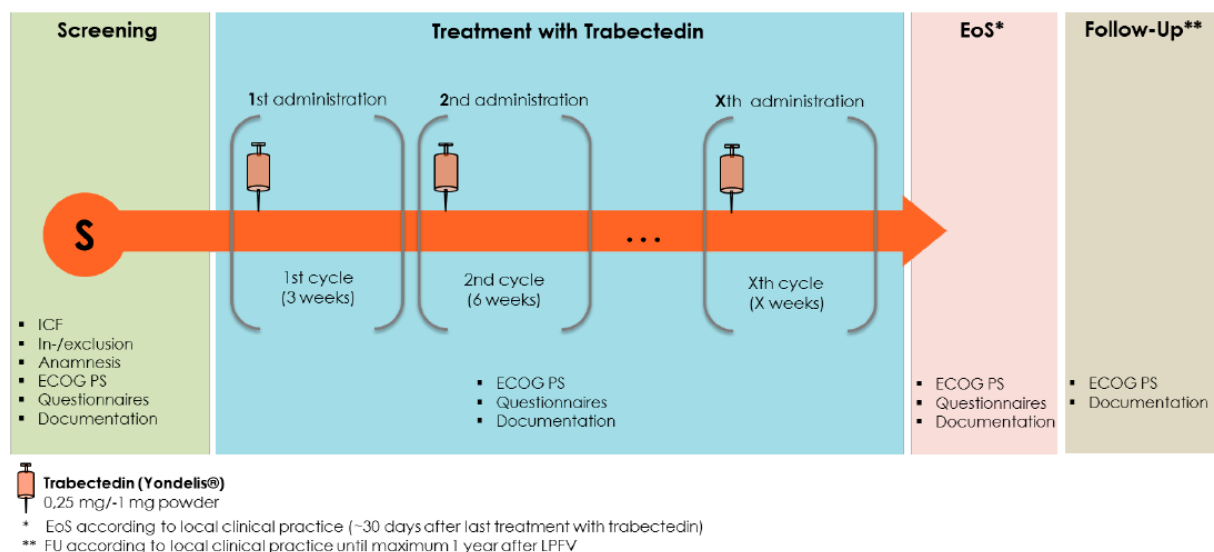 Screening
Treatment with Trabectedin
EoS*
Follow-Up**
1st administration
2nd administration
Xth administration
S
...
1st cycle
(3 weeks)
2nd cycle
(6 weeks)
Xth cycle
(X weeks)
▪ ICF
▪ In-/exclusion
▪ Anamnesis
▪ ECOG PS
▪ Questionnaires
▪ Documentation
▪ ECOG PS
▪ Questionnaires
▪ Documentation
▪ ECOG PS
▪ Questionnaires
▪ Documentation
▪ ECOG PS
▪ Documentation
Trabectedin (Yondelis®)
0,25 mg/-1 mg powder
* EoS according to local clinical practice (~30 days after last treatment with trabectedin)
** FU according to local clinical practice until maximum 1 year after LPFV